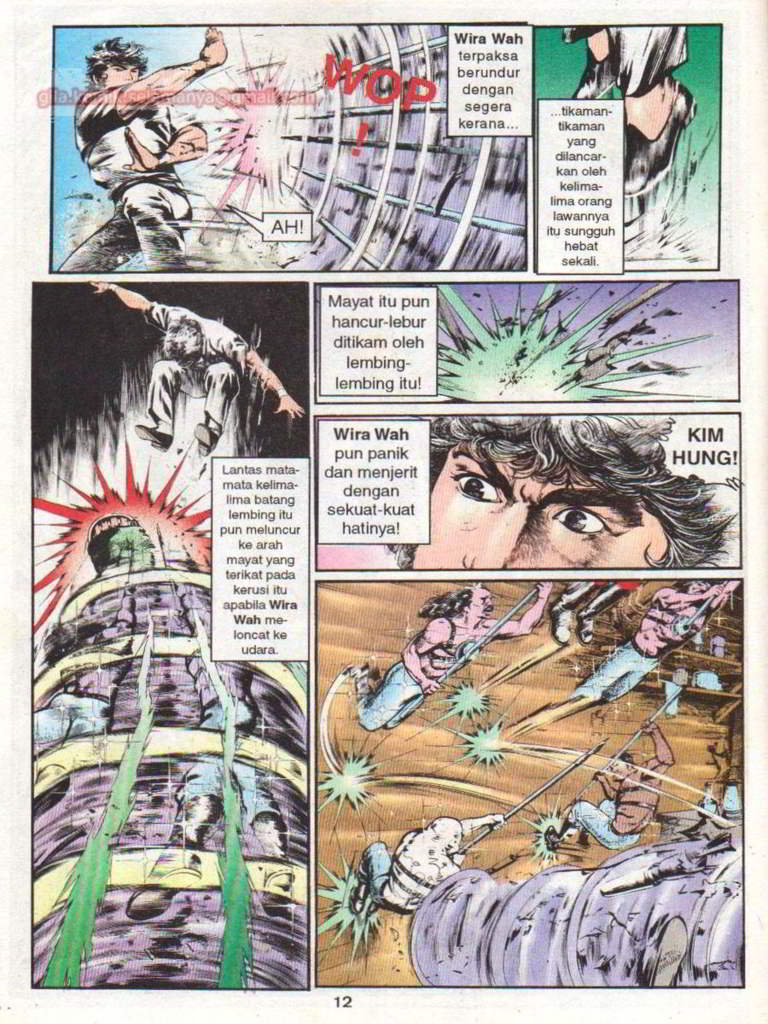 Wira Wah
terpaksa
berundur
dengan
segera
kerana...
WOP
!
AH!
...tikaman-
tikaman
yang
dilancar-
kan oleh
kelima-
lima orang
lawannya
itu sungguh
hebat
sekali.
Lantas mata-
mata kelima-
lima batang
lembing itu
pun meluncur
ke arah
mayat yang
terikat pada
kerusi itu
apabila Wira
Wah me-
loncat ke
udara.
Mayat itu pun
hancur-lebur
ditikam oleh
lembing-
lembing itu!
Wira Wah
pun panik
dan menjerit
dengan
sekuat-kuat
hatinya!
KIM
HUNG!
12